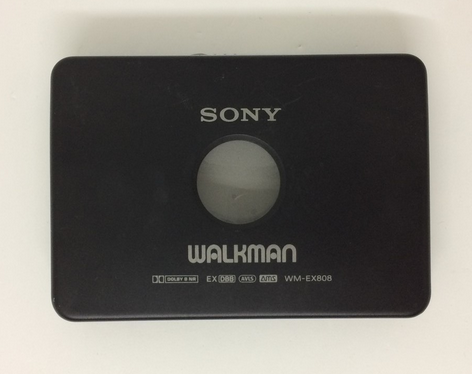 SONY
WALKMAN
DOLBY B NR EX DBB AVLS AMS WM-EX808